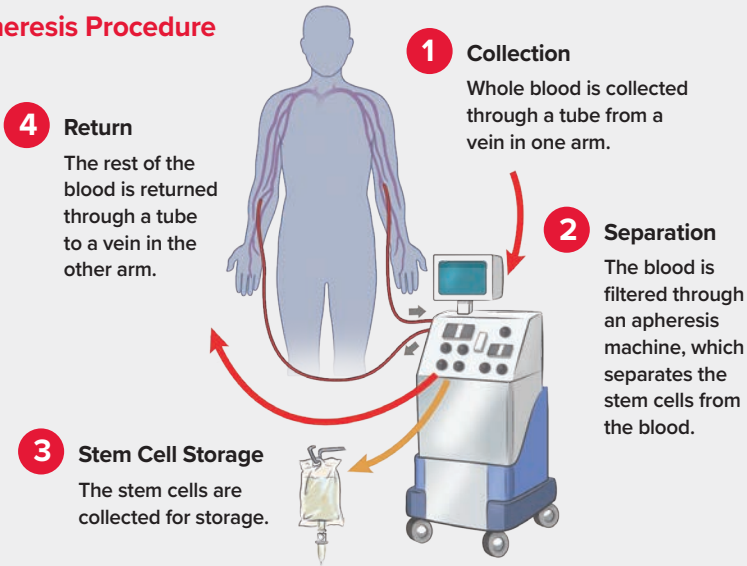 heresis Procedure
1 Collection
Whole blood is collected
through a tube from a
vein in one arm.
2 Separation
The blood is
filtered through
an apheresis
machine, which
separates the
stem cells from
the blood.
3 Stem Cell Storage
The stem cells are
collected for storage.
4 Return
The rest of the
blood is returned
through a tube
to a vein in the
other arm.